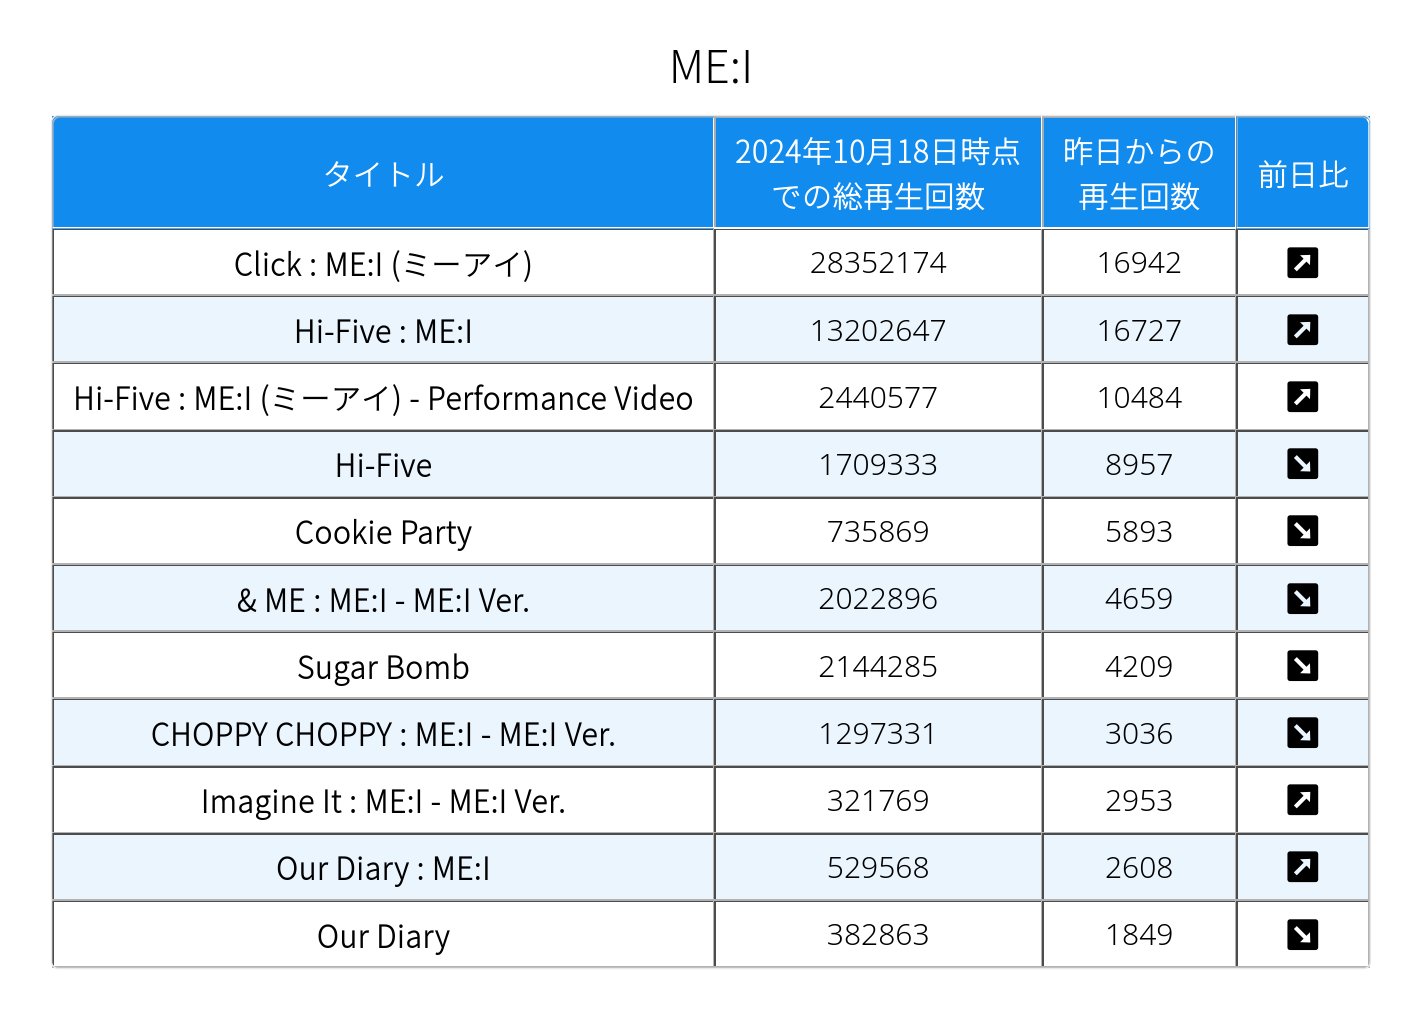 ME:I
タイトル 2024年10月18日時点での総再生回数 昨日からの再生回数 前日比
Click : ME:I (ミーアイ) 28352174 16942 ↗
Hi-Five : ME:I 13202647 16727 ↗
Hi-Five : ME:I (ミーアイ) - Performance Video 2440577 10484 ↗
Hi-Five 1709333 8957 ↘
Cookie Party 735869 5893 ↘
& ME : ME:I - ME:I Ver. 2022896 4659 ↘
Sugar Bomb 2144285 4209 ↘
CHOPPY CHOPPY : ME:I - ME:I Ver. 1297331 3036 ↘
Imagine It : ME:I - ME:I Ver. 321769 2953 ↗
Our Diary : ME:I 529568 2608 ↗
Our Diary 382863 1849 ↘